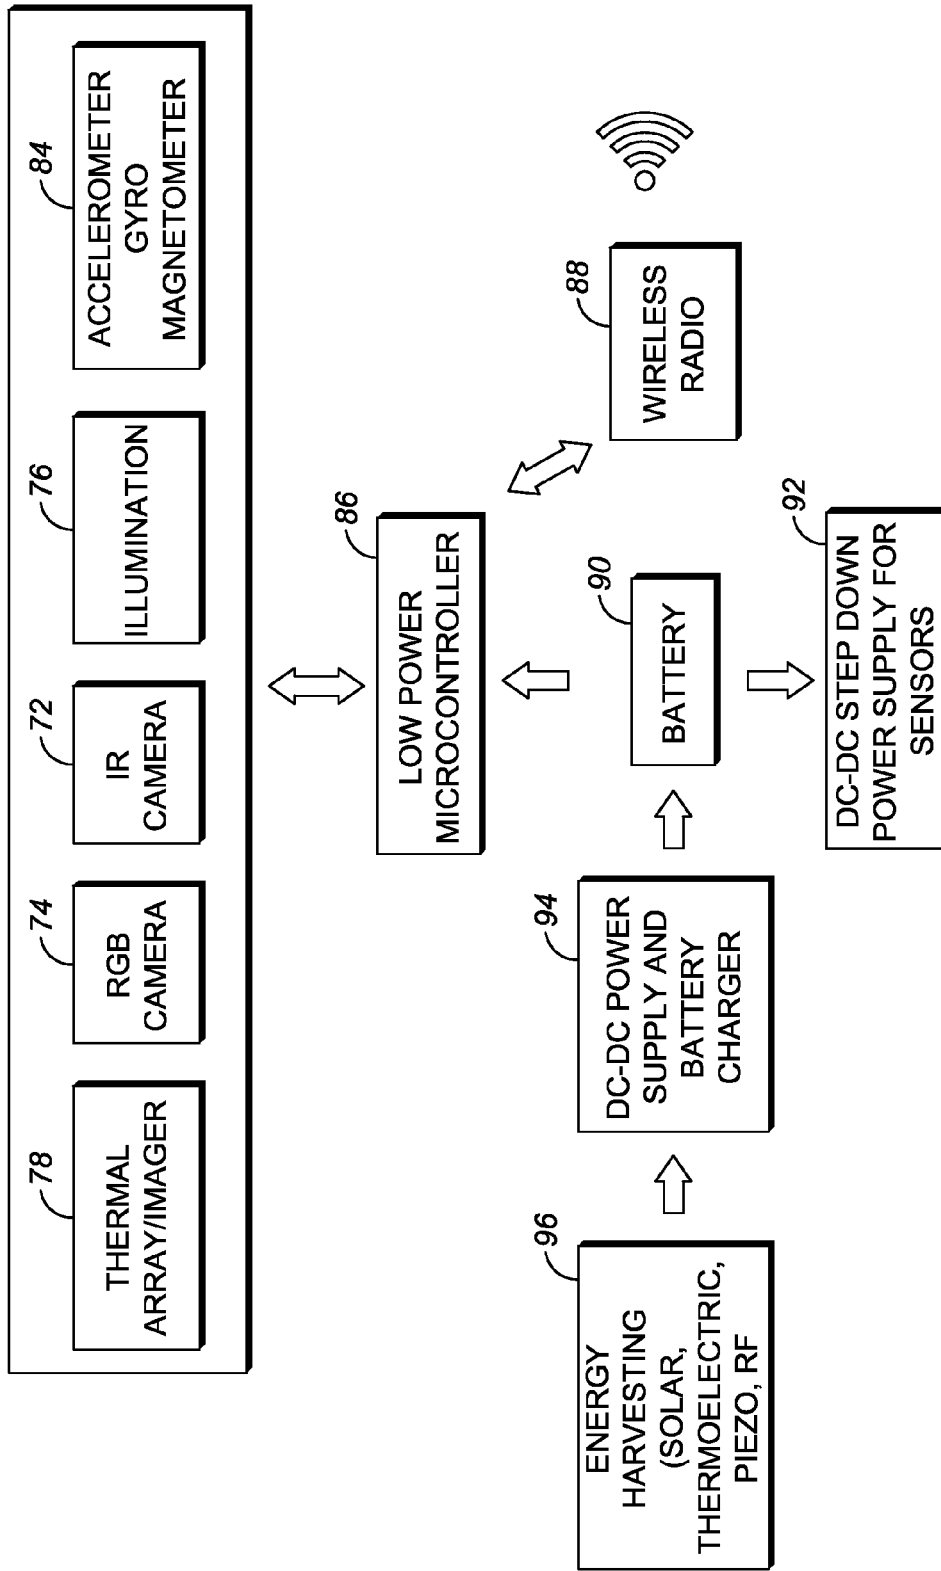 78
THERMAL
ARRAY/IMAGER
74
RGB
CAMERA
72
IR
CAMERA
76
ILLUMINATION
84
ACCELEROMETER
GYRO
MAGNETOMETER
86
LOW POWER
MICROCONTROLLER
88
WIRELESS
RADIO
96
ENERGY
HARVESTING
(SOLAR,
THERMOELECTRIC,
PIEZO, RF
94
DC-DC POWER
SUPPLY AND
BATTERY
CHARGER
90
BATTERY
92
DC-DC STEP DOWN
POWER SUPPLY FOR
SENSORS